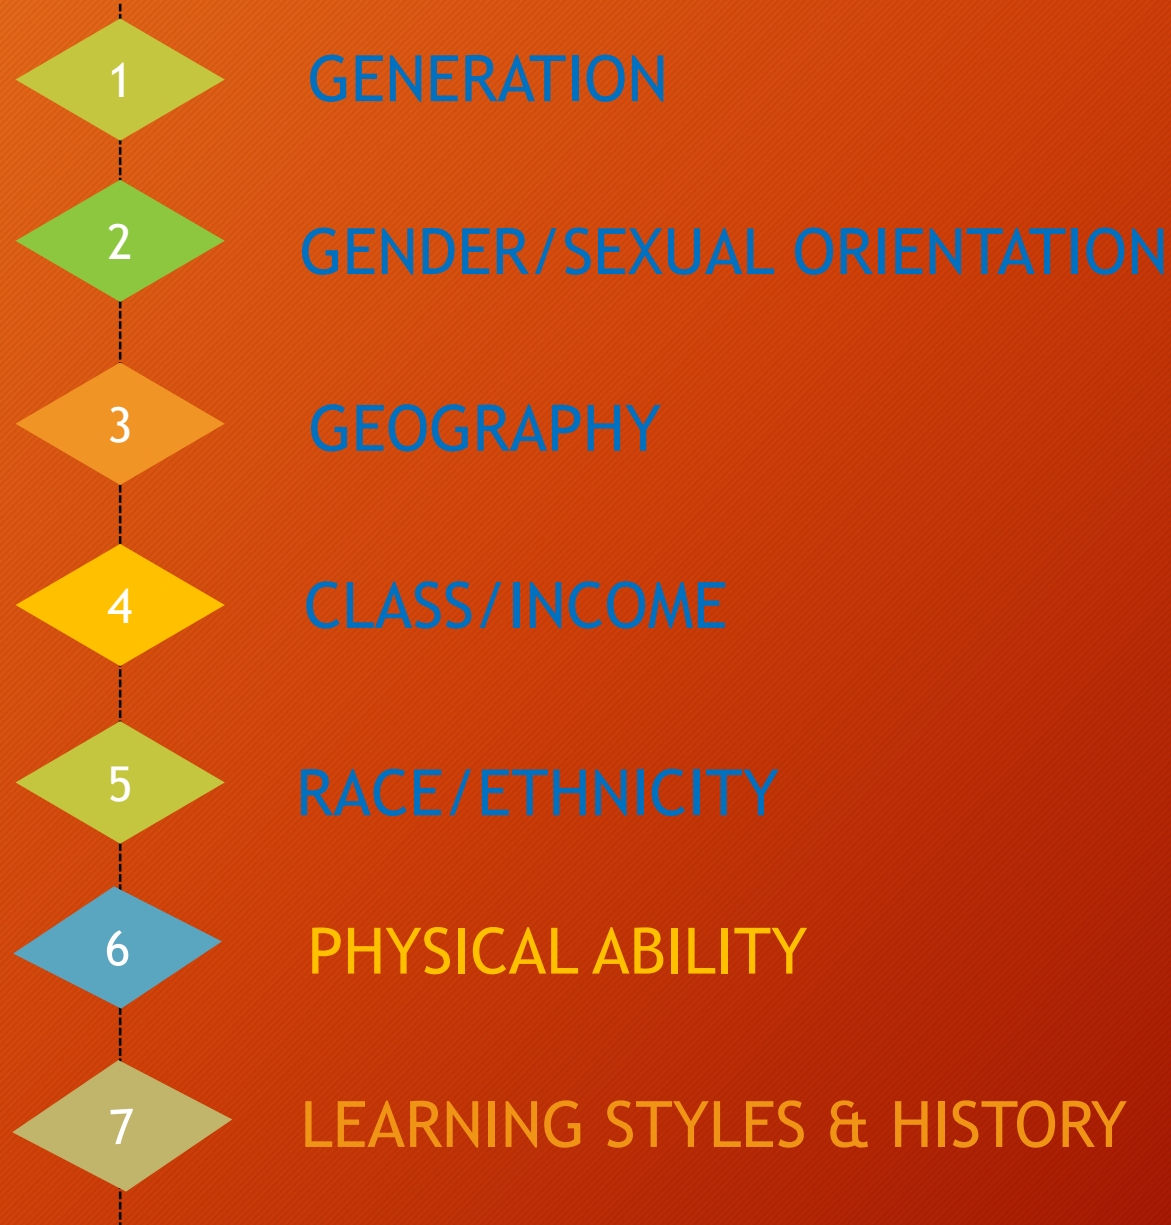 1 GENERATION
2 GENDER/SEXUAL ORIENTATION
3 GEOGRAPHY
4 CLASS/INCOME
5 RACE/ETHNICITY
6 PHYSICAL ABILITY
7 LEARNING STYLES & HISTORY